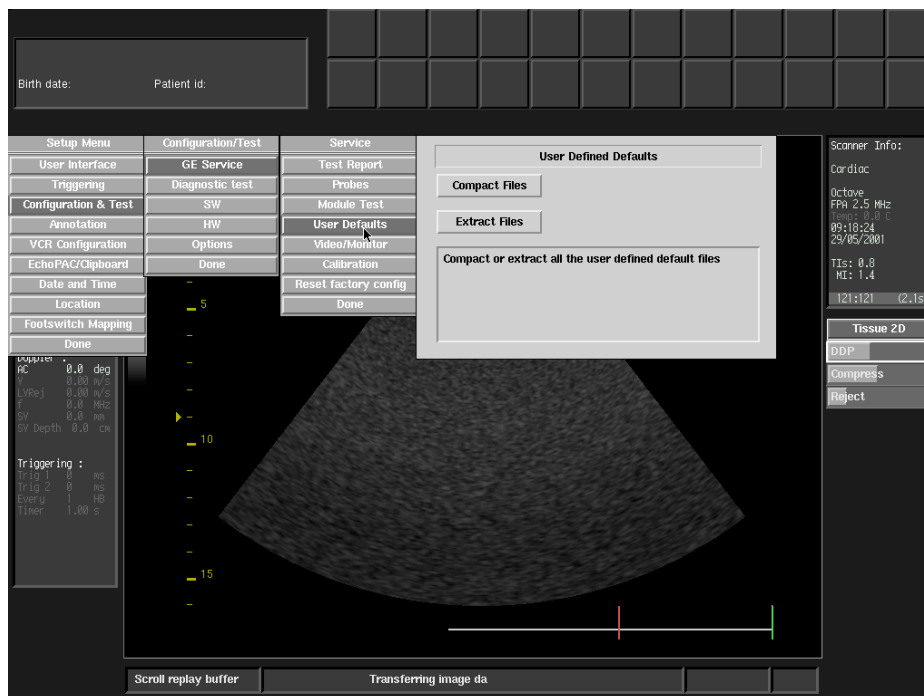 Birth date: Patient id:
Setup Menu
User Interface
Triggering
Configuration & Test
Annotation
VCR Configuration
EchoPAC/Clipboard
Date and Time
Location
Footswitch Mapping
Done
Configuration/Test
GE Service
Diagnostic test
SW
HW
Options
Done
Service
Test Report
Probes
Module Test
User Defaults
Video/Monitor
Calibration
Reset factory config
Done
User Defined Defaults
Compact Files
Extract Files
Compact or extract all the user defined default files
Scanner Info:
Cardiac
Octave
FPA 2.5 MHz
Temp: 0.0 C
09:18:24
29/05/2001
TIs: 0.8
MI: 1.4
121:121 (2.1s
Tissue 2D
DDP
Compress
Reject
Doppler :
AC 0.0 deg
V 0.00 m/s
LVRej 0.00 m/s
f 0.0 MHz
SV 0.0 mm
SV Depth 0.0 cm
Triggering :
Trig 1 0 ms
Trig 2 0 ms
Every 1 HB
Timer 1.00 s
5
10
15
Scroll replay buffer
Transferring image da